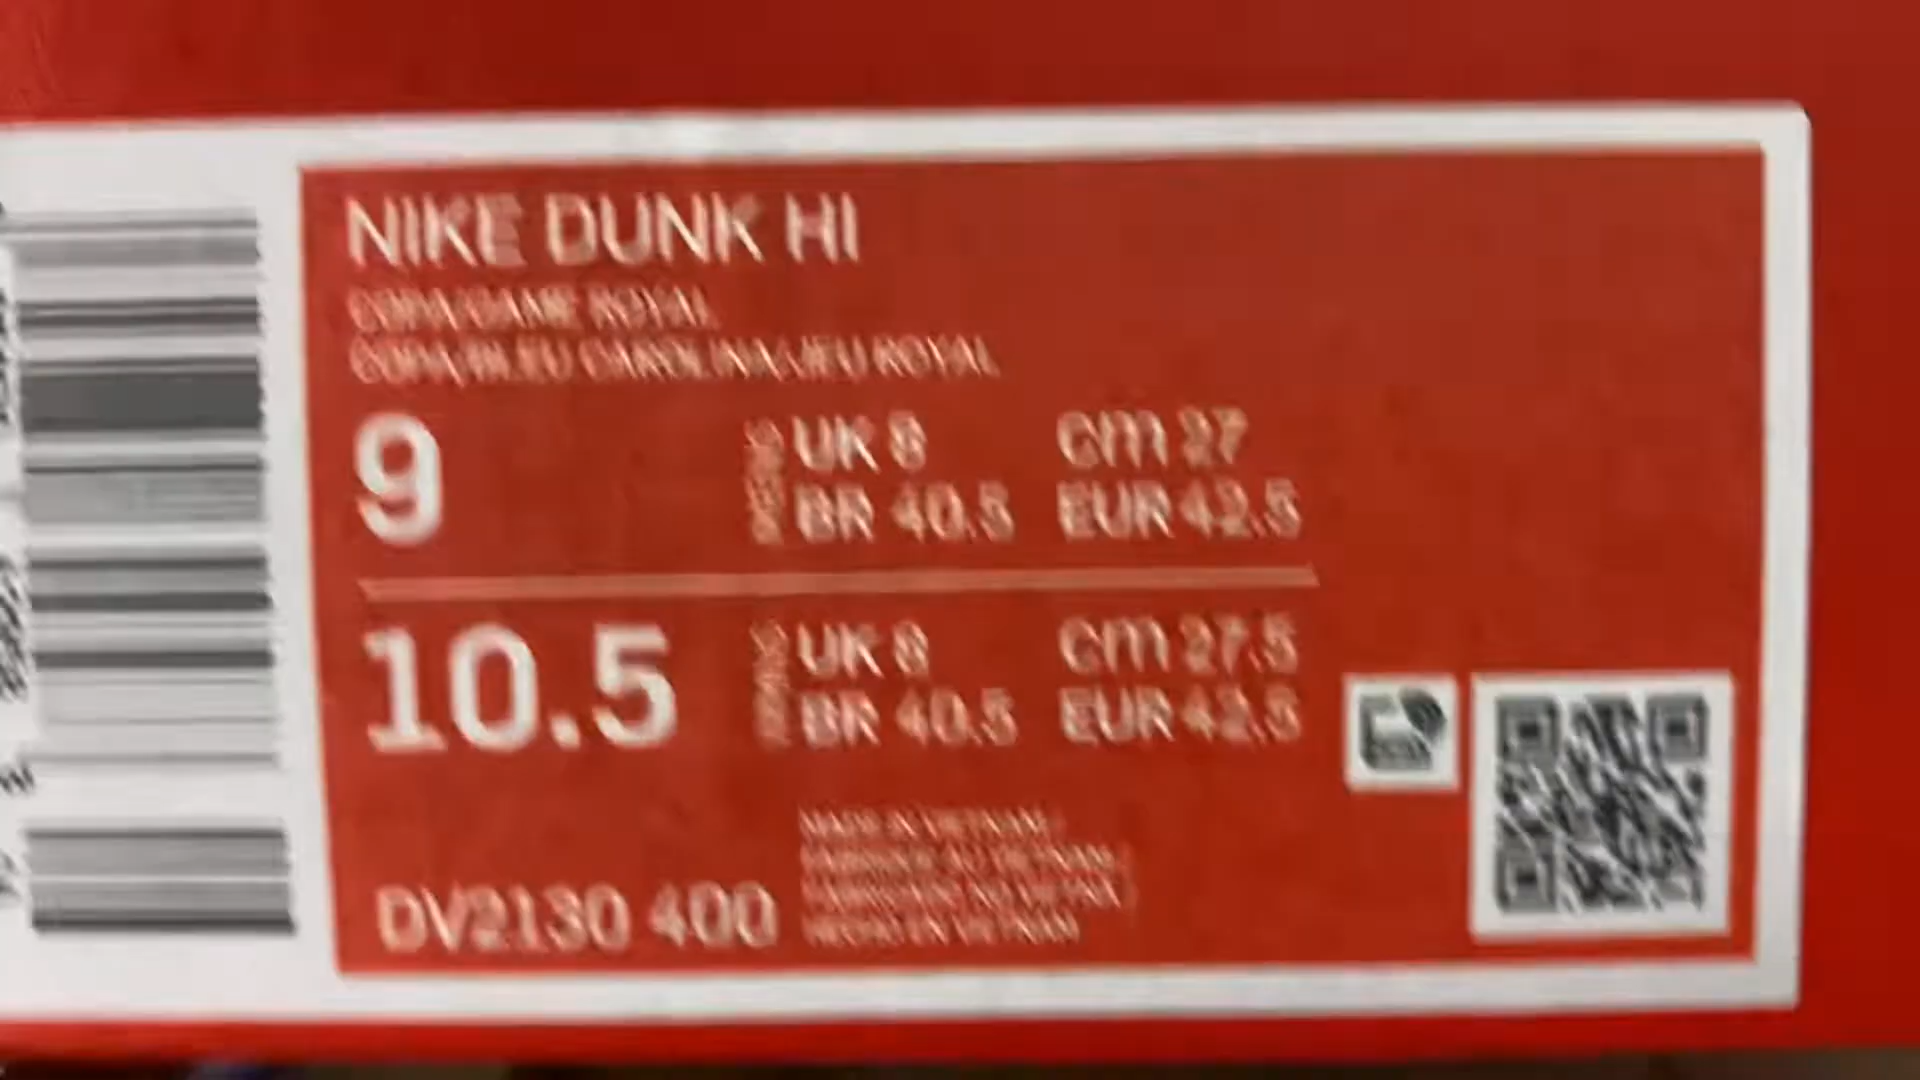 NIKE DUNK HI
COPA/GAME ROYAL
COPA/BLEU CAROLINA/JEU ROYAL
9 UK 8 CM 27
BR 40.5 EUR 42.5
10.5 UK 8 CM 27.5
BR 40.5 EUR 42.5
MADE IN VIETNAM /
DV2130 400